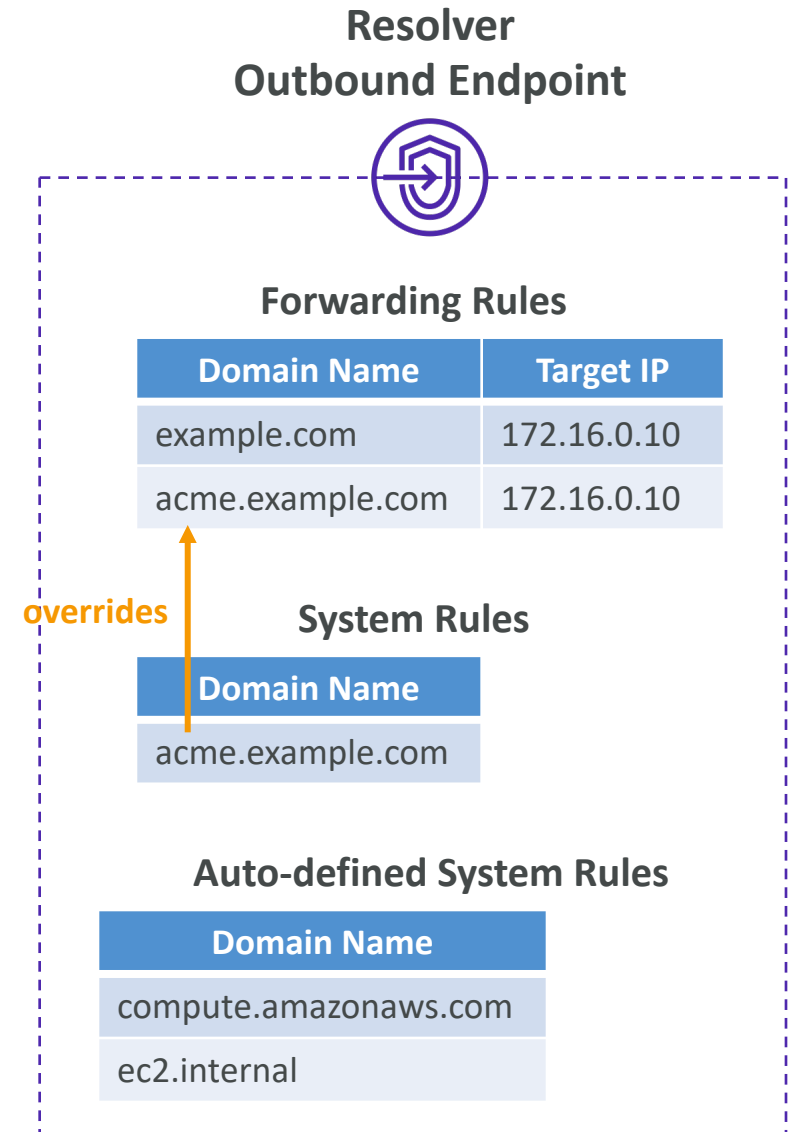 Resolver
Outbound Endpoint
Forwarding Rules
Domain Name Target IP
example.com 172.16.0.10
acme.example.com 172.16.0.10
overrides
System Rules
Domain Name
acme.example.com
Auto-defined System Rules
Domain Name
compute.amazonaws.com
ec2.internal